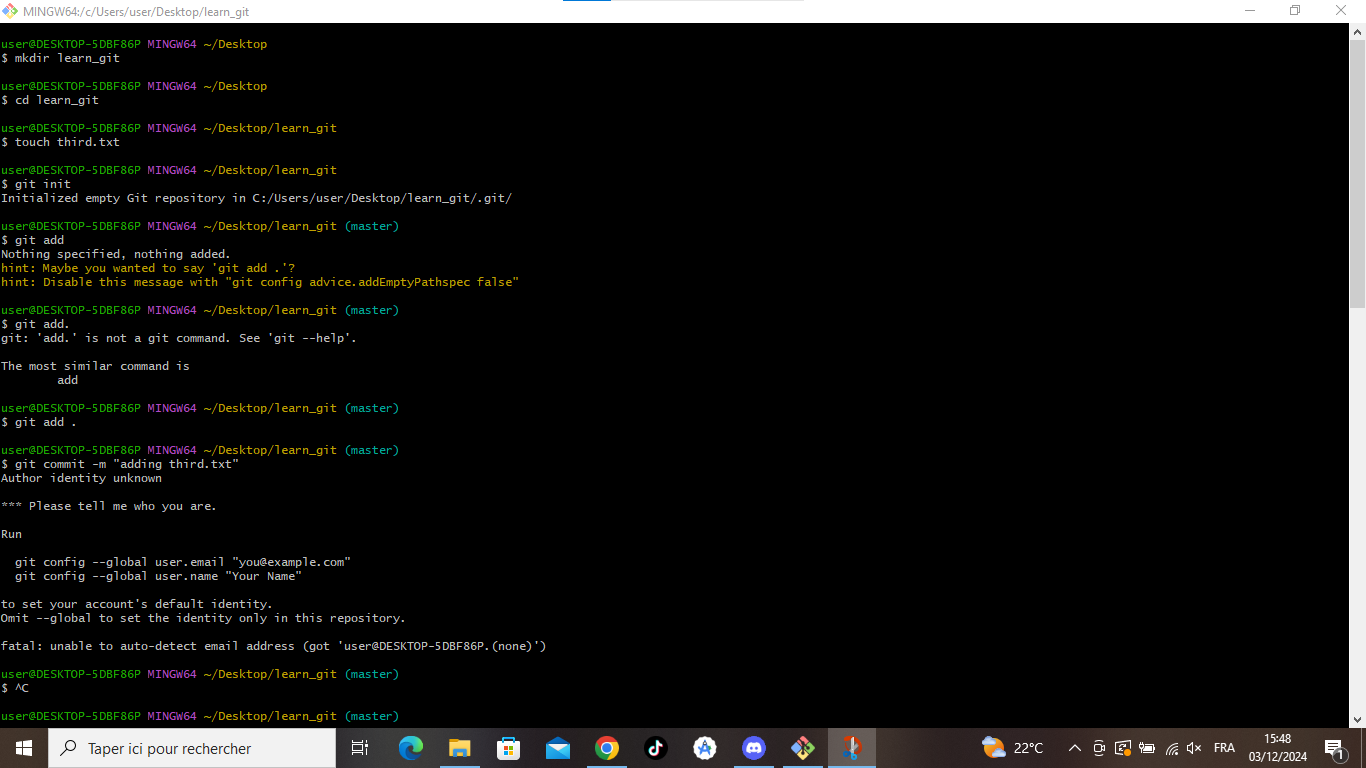 MINGW64:/c/Users/user/Desktop/learn_git
user@DESKTOP-5DBF86P MINGW64 ~/Desktop
$ mkdir learn_git
user@DESKTOP-5DBF86P MINGW64 ~/Desktop
$ cd learn_git
user@DESKTOP-5DBF86P MINGW64 ~/Desktop/learn_git
$ touch third.txt
user@DESKTOP-5DBF86P MINGW64 ~/Desktop/learn_git
$ git init
Initialized empty Git repository in C:/Users/user/Desktop/learn_git/.git/
user@DESKTOP-5DBF86P MINGW64 ~/Desktop/learn_git (master)
$ git add
Nothing specified, nothing added.
hint: Maybe you wanted to say 'git add .'?
hint: Disable this message with "git config advice.addEmptyPathspec false"
user@DESKTOP-5DBF86P MINGW64 ~/Desktop/learn_git (master)
$ git add.
git: 'add.' is not a git command. See 'git --help'.
The most similar command is
add
user@DESKTOP-5DBF86P MINGW64 ~/Desktop/learn_git (master)
$ git add .
user@DESKTOP-5DBF86P MINGW64 ~/Desktop/learn_git (master)
$ git commit -m "adding third.txt"
Author identity unknown
*** Please tell me who you are.
Run
git config --global user.email "you@example.com"
git config --global user.name "Your Name"
to set your account's default identity.
Omit --global to set the identity only in this repository.
fatal: unable to auto-detect email address (got 'user@DESKTOP-5DBF86P.(none)')
user@DESKTOP-5DBF86P MINGW64 ~/Desktop/learn_git (master)
$ ^C
user@DESKTOP-5DBF86P MINGW64 ~/Desktop/learn_git (master)
Taper ici pour rechercher
22°C
FRA
15:48
03/12/2024
1